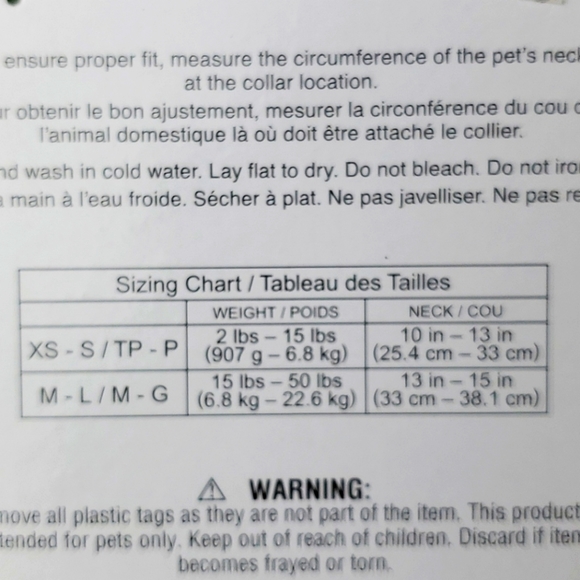 ensure proper fit, measure the circumference of the pet's neck
at the collar location.
obtenir le bon ajustement, mesurer la circonférence du cou
l'animal domestique là où doit être attaché le collier.
wash in cold water. Lay flat to dry. Do not bleach. Do not iron
main à l'eau froide. Sécher à plat. Ne pas javelliser. Ne pas
Sizing Chart / Tableau des Tailles
WEIGHT / POIDS NECK / COU
XS - S / TP - P 2 lbs – 15 lbs (907 g – 6.8 kg) 10 in – 13 in (25.4 cm – 33 cm)
M - L / M - G 15 lbs – 50 lbs (6.8 kg – 22.6 kg) 13 in – 15 in (33 cm – 38.1 cm)
⚠ WARNING:
move all plastic tags as they are not part of the item. This product
tended for pets only. Keep out of reach of children. Discard if item
becomes frayed or torn.